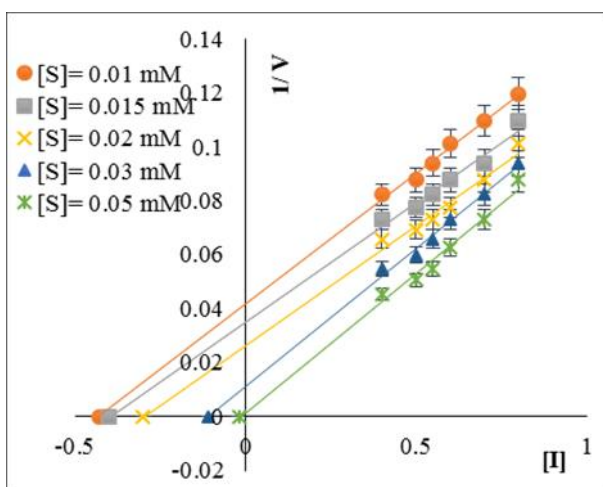 0.14
1/ V
[S]= 0.01 mM
0.12
[S]= 0.015 mM
0.1
[S]= 0.02 mM
0.08
[S]= 0.03 mM
0.06
[S]= 0.05 mM
0.04
0.02
0
-0.5
0
0.5
1
-0.02
[I]